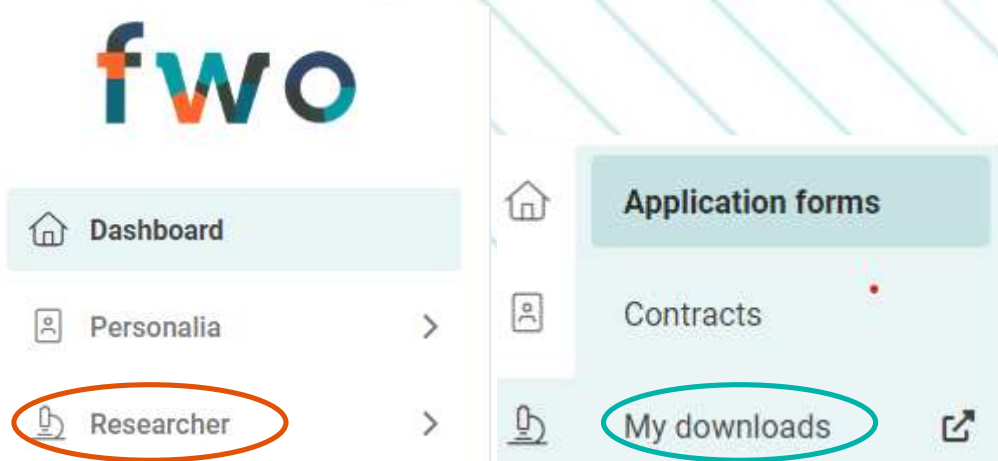 fwo
Dashboard
Personalia
Researcher
Application forms
Contracts
My downloads